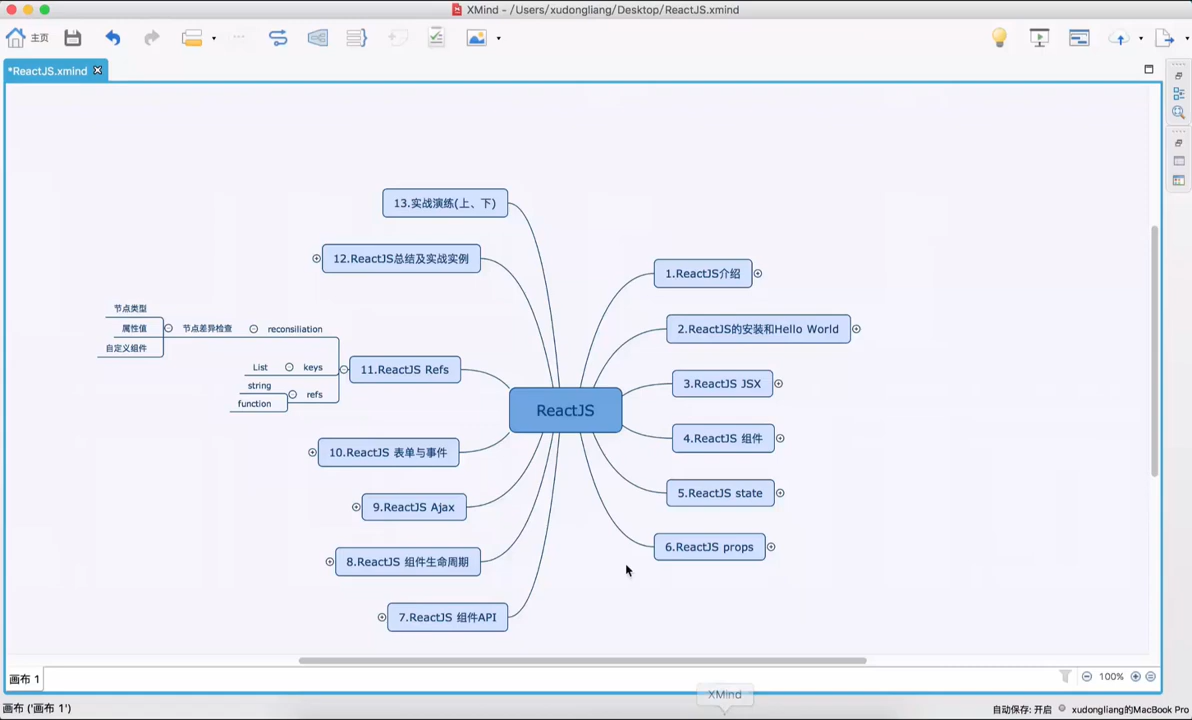 XMind - /Users/xudongliang/Desktop/ReactJS.xmind
主页
*ReactJS.xmind
13.实战演练(上、下)
12.ReactJS总结及实战实例
1.ReactJS介绍
节点类型
属性值
节点差异检查
reconsiliation
2.ReactJS的安装和Hello World
自定义组件
List
keys
11.ReactJS Refs
3.ReactJS JSX
string
refs
function
ReactJS
4.ReactJS 组件
10.ReactJS 表单与事件
5.ReactJS state
9.ReactJS Ajax
6.ReactJS props
8.ReactJS 组件生命周期
7.ReactJS 组件API
画布 1
100%
XMind
画布 ('画布 1')
自动保存: 开启
xudongliang的MacBook Pro